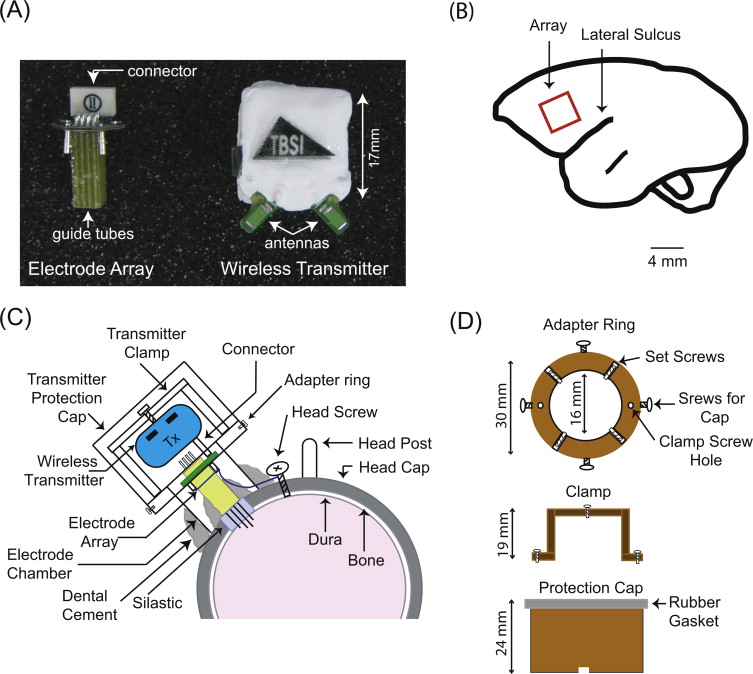 (A)
connector
TBSI
17mm
guide tubes
antennas
Electrode Array
Wireless Transmitter
(B)
Array
Lateral Sulcus
4 mm
(C)
Transmitter
Clamp
Connector
Transmitter
Protection
Cap
Adapter ring
Head Screw
Tx
Head Post
Wireless
Transmitter
Head Cap
Electrode
Array
Dura
Electrode
Chamber
Bone
Dental
Cement
Silastic
(D)
Adapter Ring
Set Screws
30 mm
16 mm
Srews for
Cap
Clamp Screw
Hole
Clamp
19 mm
Protection Cap
24 mm
Rubber
Gasket